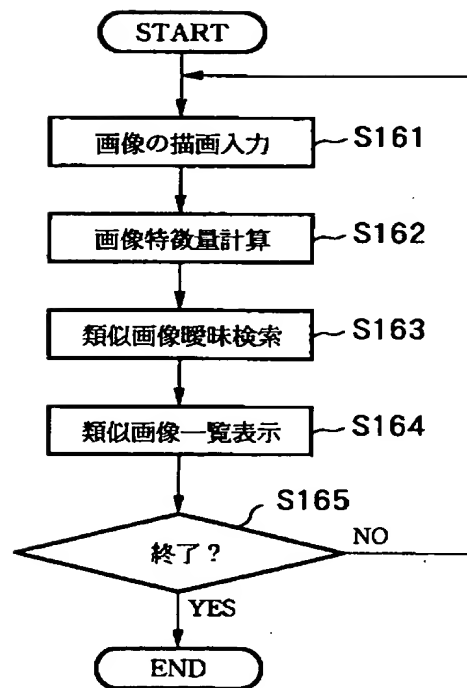 START
画像の描画入力
S161
画像特徴量計算
S162
類似画像曖昧検索
S163
類似画像一覧表示
S164
S165
終了?
NO
YES
END